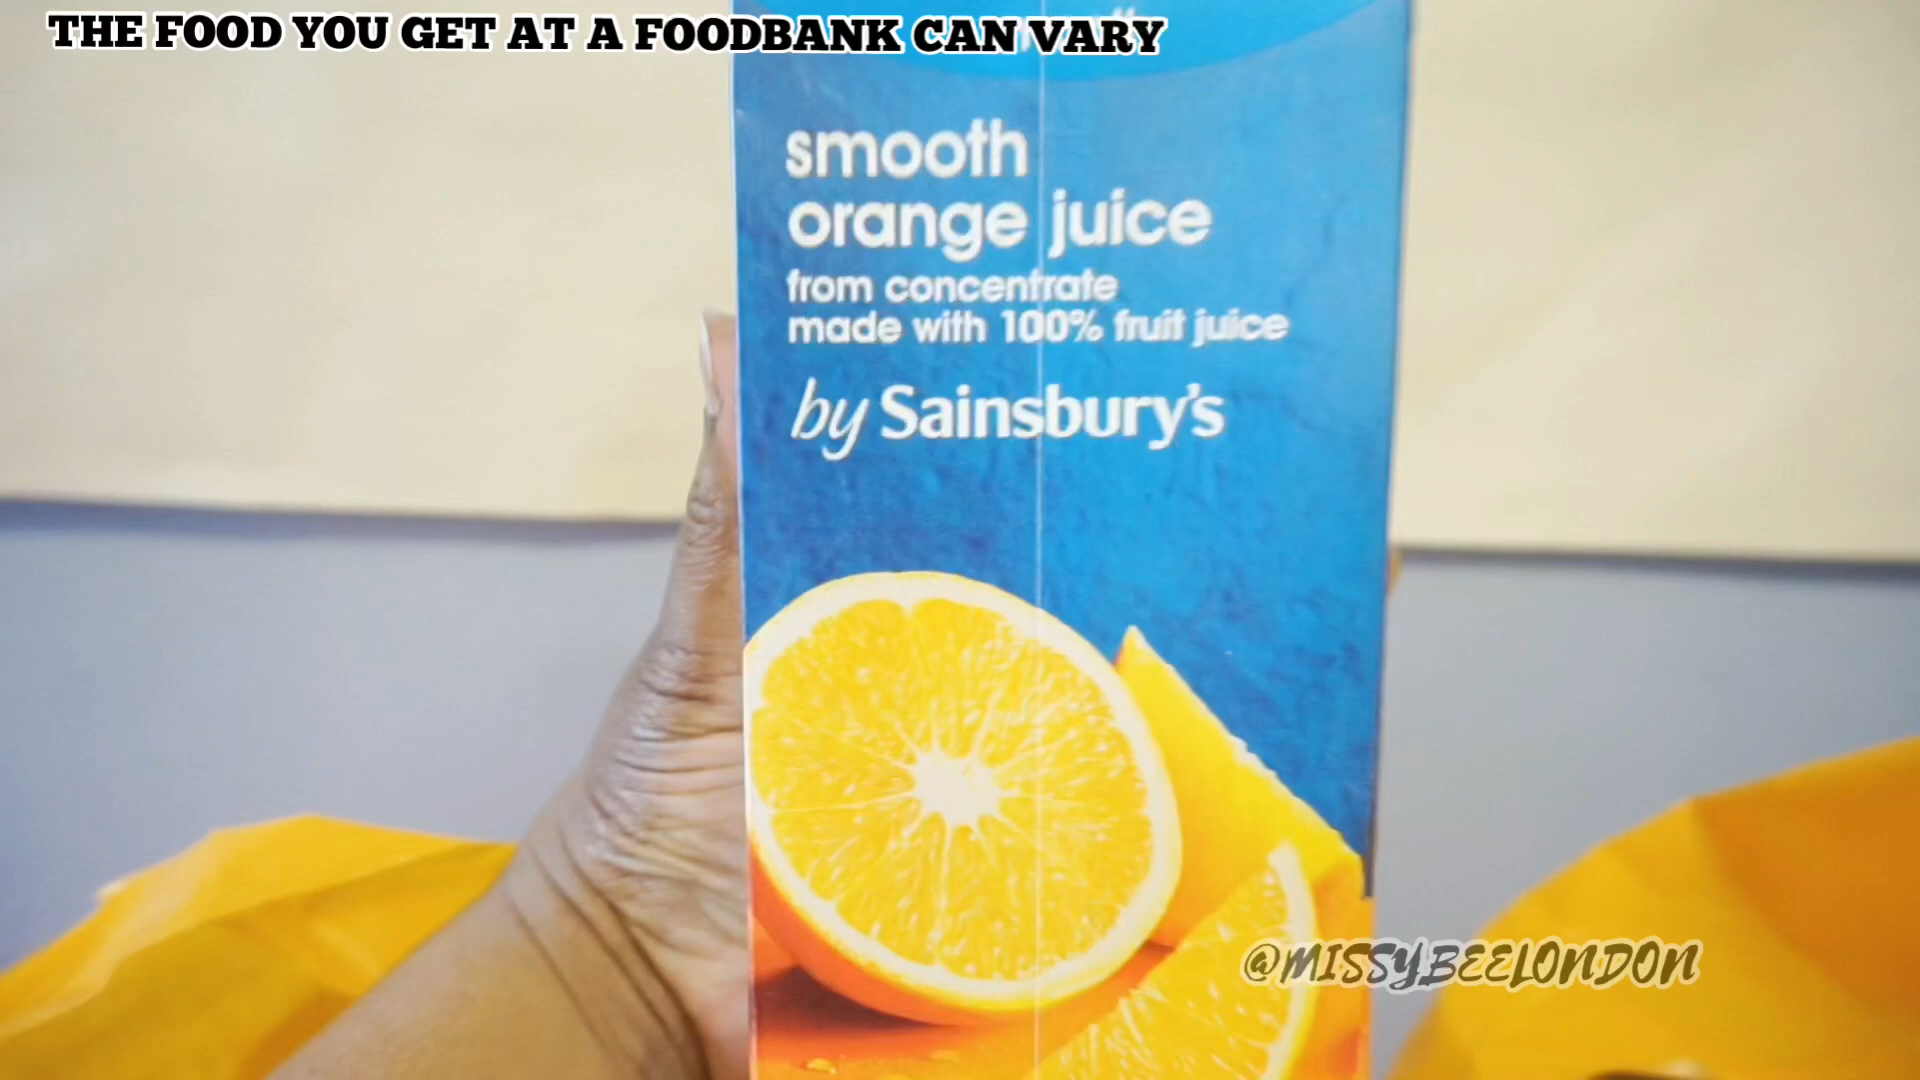 THE FOOD YOU GET AT A FOODBANK CAN VARY
smooth
orange juice
from concentrate
made with 100% fruit juice
by Sainsbury's
@MISSYBEELONDON